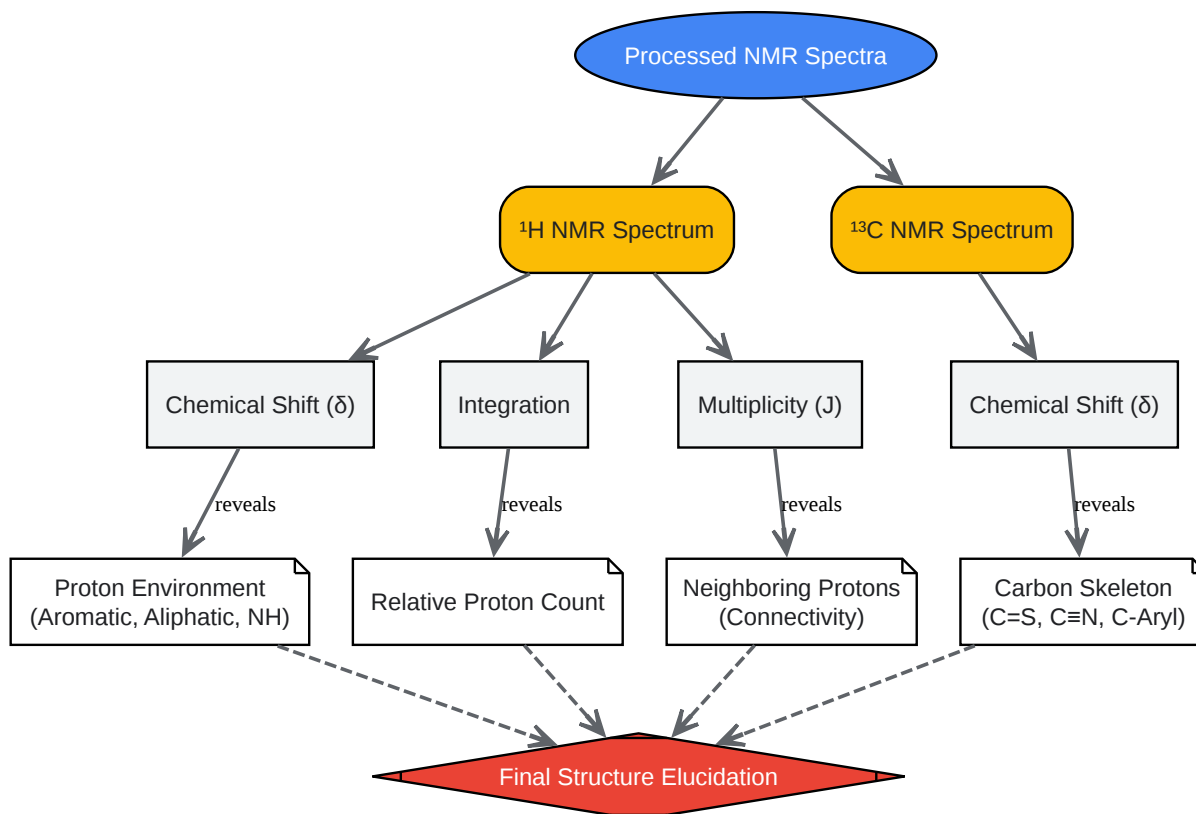 Processed NMR Spectra
¹H NMR Spectrum
¹³C NMR Spectrum
Chemical Shift (δ)
Integration
Multiplicity (J)
Chemical Shift (δ)
reveals
reveals
reveals
reveals
Proton Environment
(Aromatic, Aliphatic, NH)
Relative Proton Count
Neighboring Protons
(Connectivity)
Carbon Skeleton
(C=S, C≡N, C-Aryl)
Final Structure Elucidation